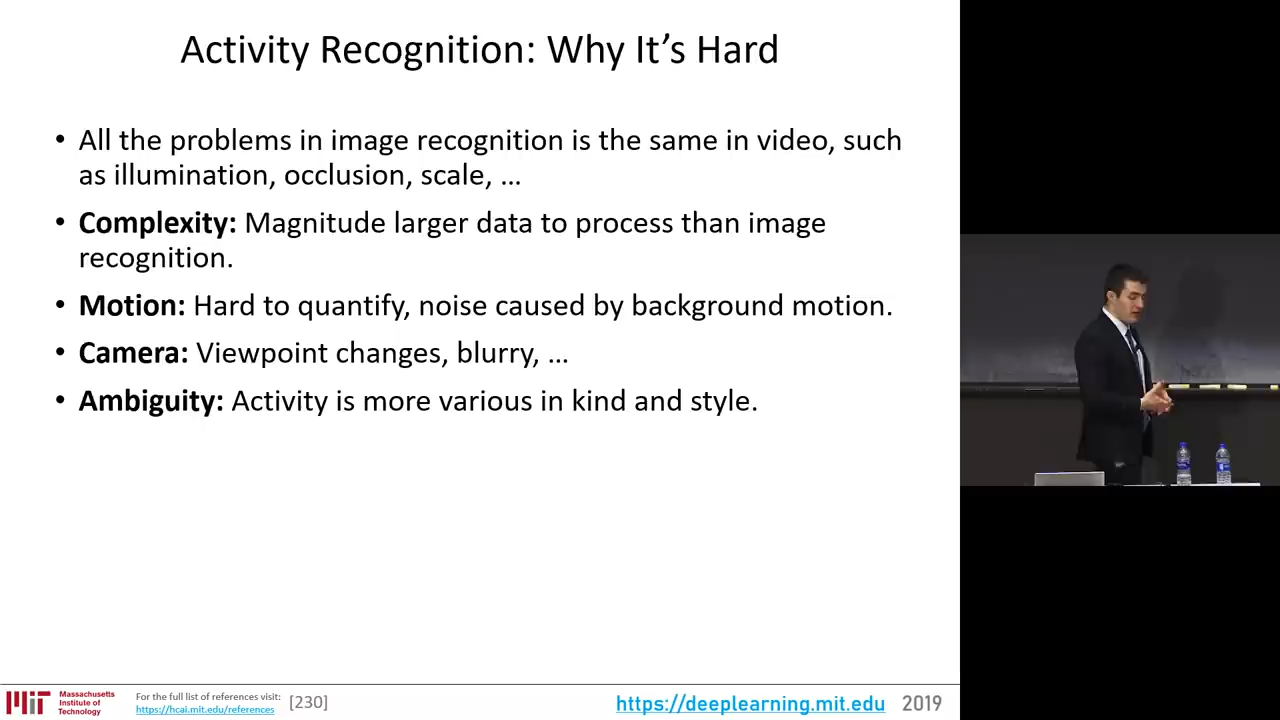 Activity Recognition: Why It's Hard
• All the problems in image recognition is the same in video, such
as illumination, occlusion, scale, …
• Complexity: Magnitude larger data to process than image
recognition.
• Motion: Hard to quantify, noise caused by background motion.
• Camera: Viewpoint changes, blurry, …
• Ambiguity: Activity is more various in kind and style.
Massachusetts
Institute of
Technology
For the full list of references visit:
https://hcai.mit.edu/references
[230]
https://deeplearning.mit.edu 2019